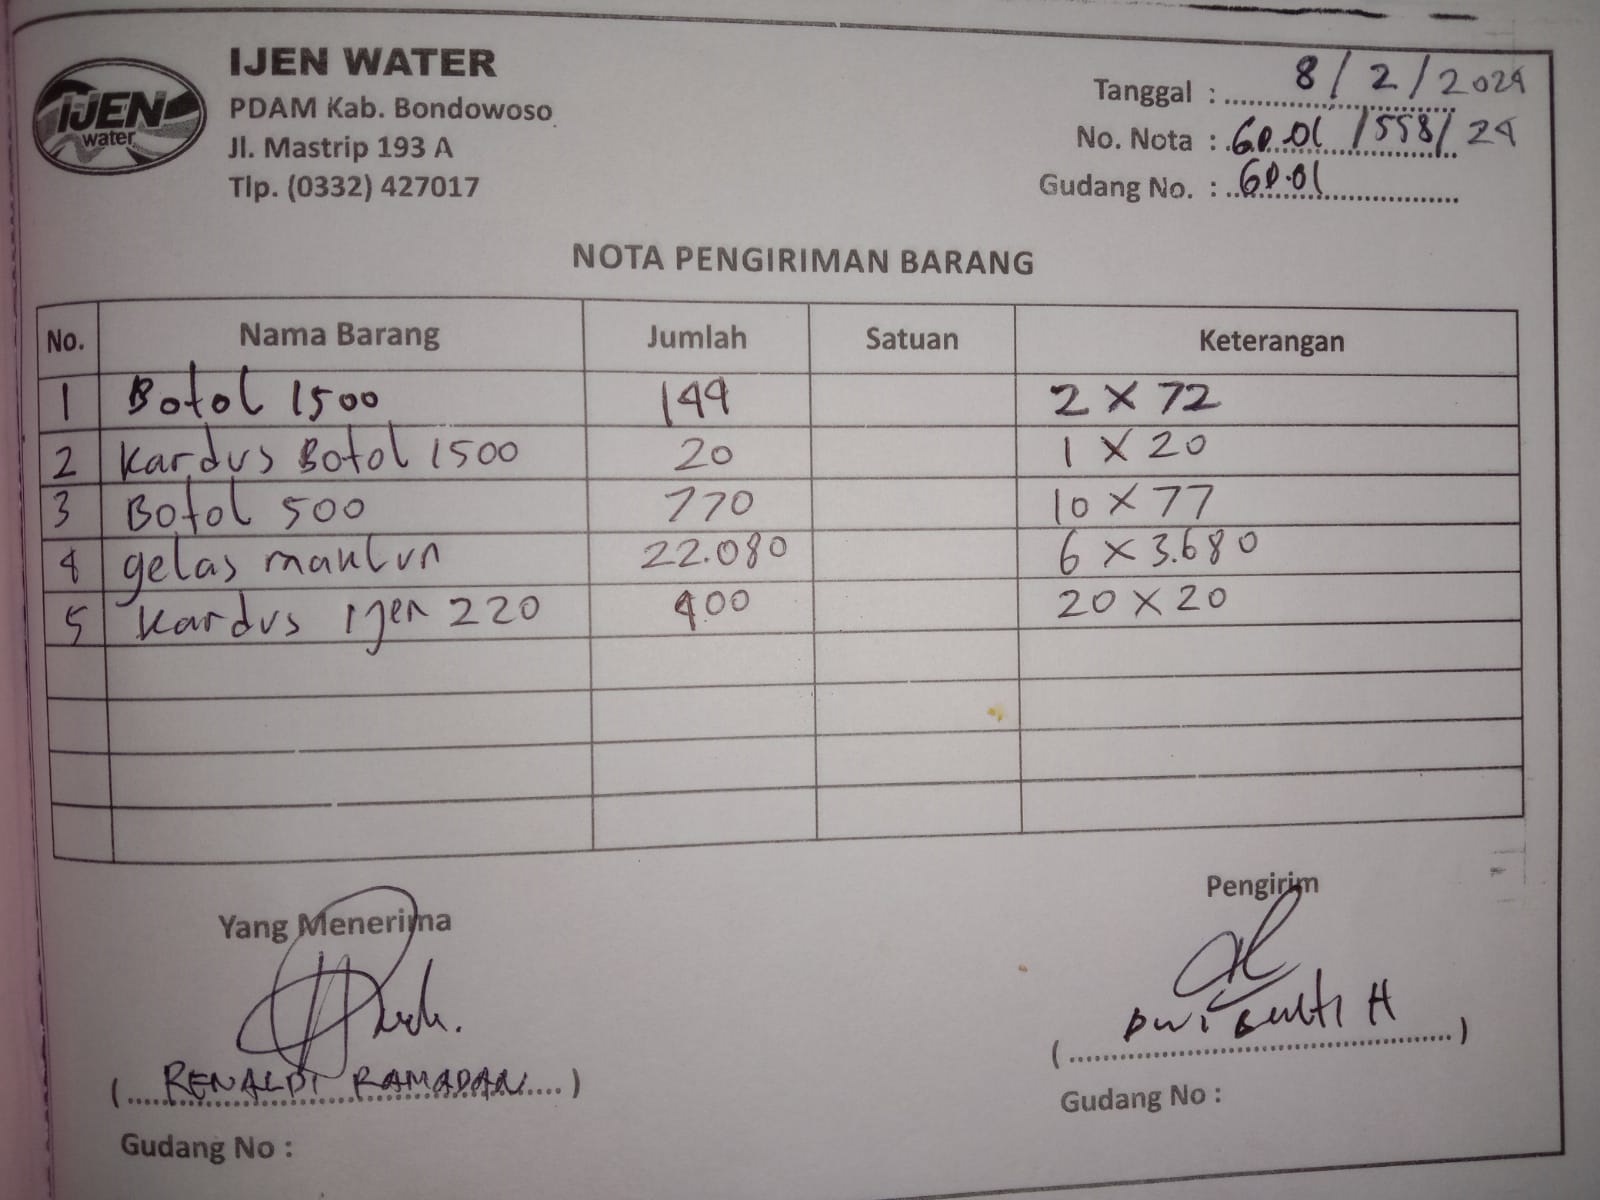 IJEN WATER
IJEN
water
PDAM Kab. Bondowoso
Jl. Mastrip 193 A
Tlp. (0332) 427017
Tanggal : 8/2/2024
No. Nota : GD.01/558/24
Gudang No. : GD.01
NOTA PENGIRIMAN BARANG
No. Nama Barang Jumlah Satuan Keterangan
1 Botol 1500 144 2 X 72
2 Kardus Botol 1500 20 1 X 20
3 Botol 500 770 10 X 77
4 gelas maklun 22.080 6 X 3.680
5 Kardus Ijen 220 400 20 X 20
Yang Menerima
Pengirim
(RENALDI RAMADAN)
(Dwi Bukti H)
Gudang No :
Gudang No :